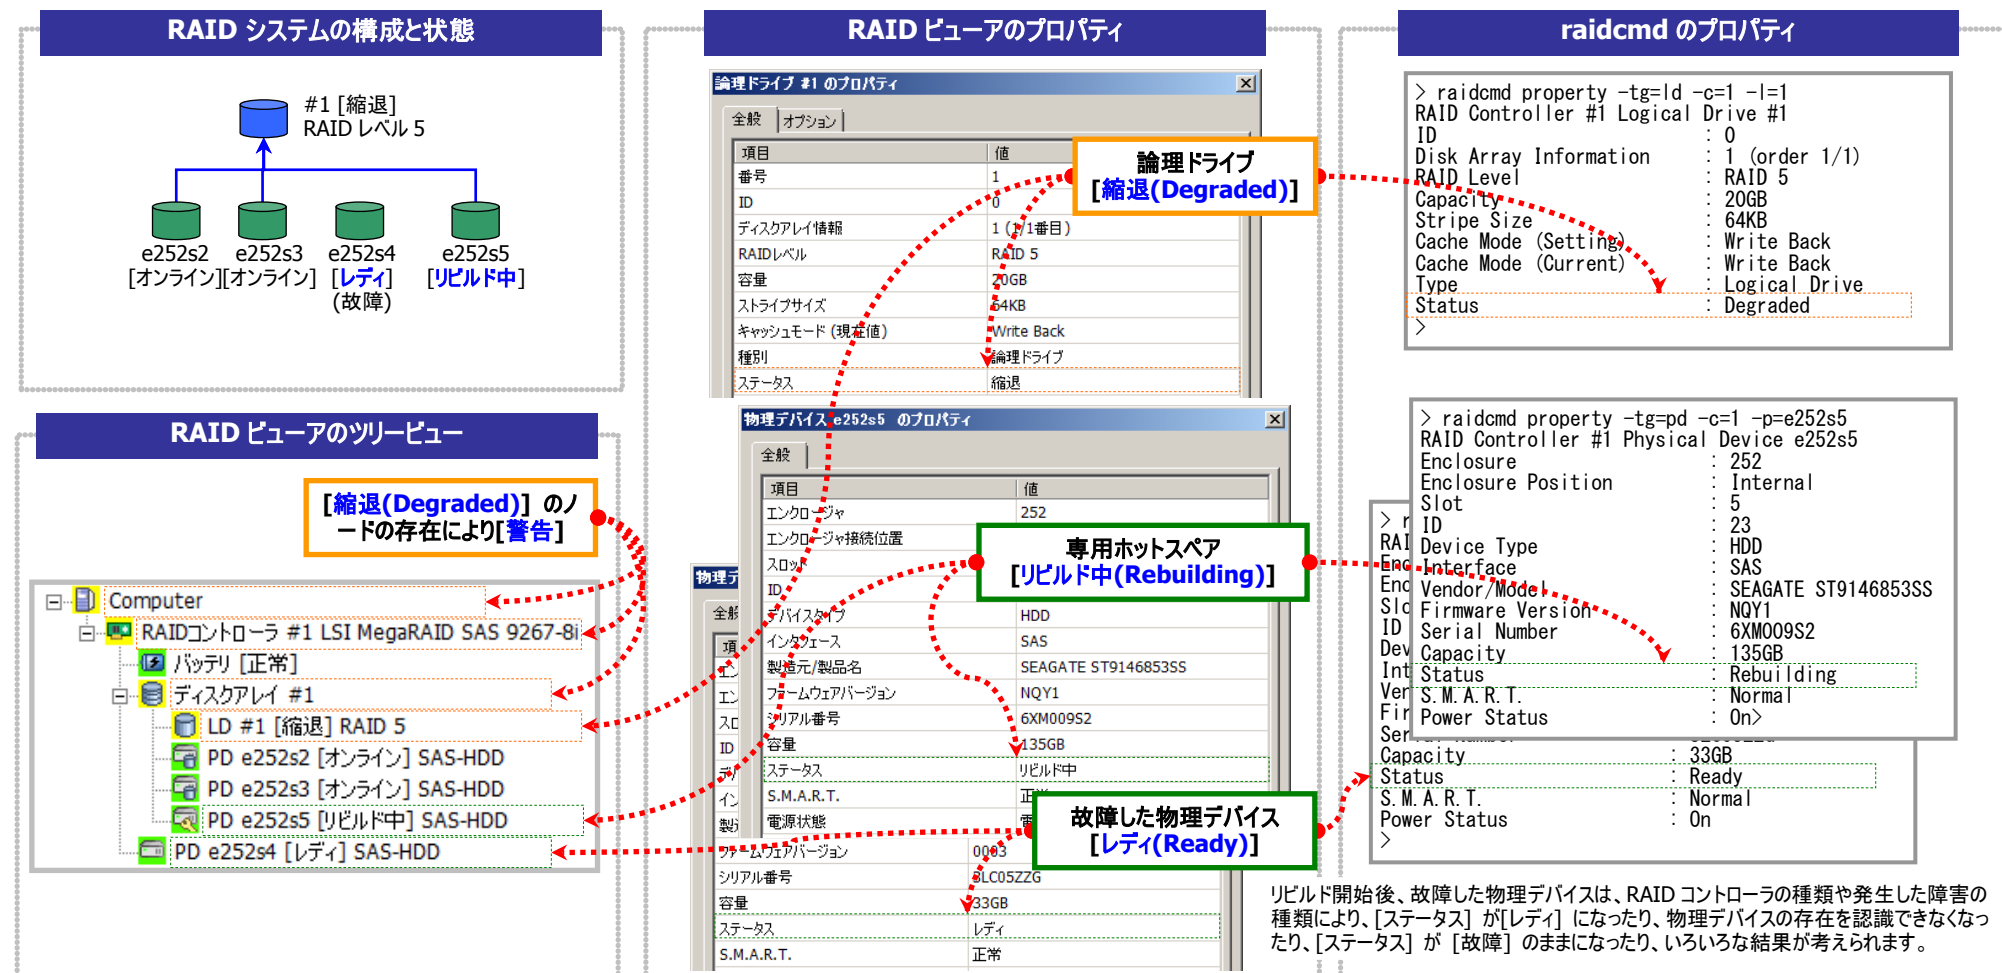 RAID システムの構成と状態
#1 [縮退]
RAID レベル 5
e252s2
[オンライン]
e252s3
[オンライン]
e252s4
[レディ]
(故障)
e252s5
[リビルド中]
RAID ビューアのツリービュー
[縮退(Degraded)] のノ
ードの存在により[警告]
Computer
RAIDコントローラ #1 LSI MegaRAID SAS 9267-8i
バッテリ [正常]
ディスクアレイ #1
LD #1 [縮退] RAID 5
PD e252s2 [オンライン] SAS-HDD
PD e252s3 [オンライン] SAS-HDD
PD e252s5 [リビルド中] SAS-HDD
PD e252s4 [レディ] SAS-HDD
RAID ビューアのプロパティ
論理ドライブ #1 のプロパティ
全般 オプション
項目 値
番号 1
ID 0
ディスクアレイ情報 1 (1/1番目)
RAIDレベル RAID 5
容量 20GB
ストライプサイズ 64KB
キャッシュモード (現在値) Write Back
種別 論理ドライブ
ステータス 縮退
論理ドライブ
[縮退(Degraded)]
物理デバイス e252s5 のプロパティ
全般
項目 値
エンクロージャ 252
エンクロージャ接続位置
スロット
ID
デバイスタイプ HDD
インタフェース SAS
製造元/製品名 SEAGATE ST9146853SS
ファームウェアバージョン NQY1
シリアル番号 6XM009S2
容量 135GB
ステータス リビルド中
S.M.A.R.T. 正
電源状態
専用ホットスペア
[リビルド中(Rebuilding)]
物理デ
全般
項
エン
エン
スロ
ID
デバ
イン
製造
ファームウェアバージョン 0003
シリアル番号 3LC05ZZG
容量 33GB
ステータス レディ
S.M.A.R.T. 正常
故障した物理デバイス
[レディ(Ready)]
raidcmd のプロパティ
> raidcmd property -tg=ld -c=1 -l=1
RAID Controller #1 Logical Drive #1
ID : 0
Disk Array Information : 1 (order 1/1)
RAID Level : RAID 5
Capacity : 20GB
Stripe Size : 64KB
Cache Mode (Setting) : Write Back
Cache Mode (Current) : Write Back
Type : Logical Drive
Status : Degraded
>
> raidcmd property -tg=pd -c=1 -p=e252s5
RAID Controller #1 Physical Device e252s5
Enclosure : 252
Enclosure Position : Internal
Slot : 5
ID : 23
Device Type : HDD
Interface : SAS
Vendor/Model : SEAGATE ST9146853SS
Firmware Version : NQY1
Serial Number : 6XM009S2
Capacity : 135GB
Status : Rebuilding
S.M.A.R.T. : Normal
Power Status : On>
> r
RAI
Enc
Enc
Slo
ID
Dev
Int
Ven
Fir
Ser
Capacity : 33GB
Status : Ready
S.M.A.R.T. : Normal
Power Status : On
>
リビルド開始後、故障した物理デバイスは、RAID コントローラの種類や発生した障害の
種類により、[ステータス] が[レディ] になったり、物理デバイスの存在を認識できなくなっ
たり、[ステータス] が [故障] のままになったり、いろいろな結果が考えられます。